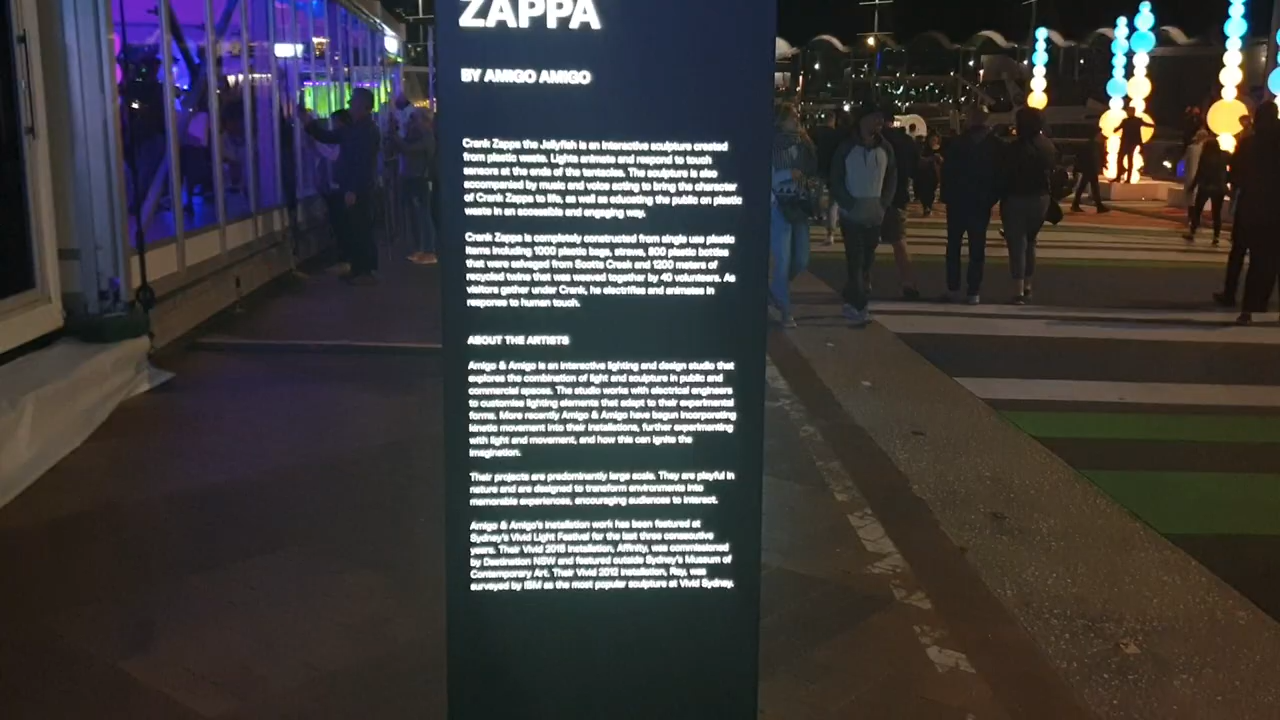 ZAPPA
BY AMIGO AMIGO
Crank Zappa the Jellyfish is an interactive sculpture created
from plastic waste. Lights animate and respond to touch
sensors at the ends of the tentacles. The sculpture is also
accompanied by music and voice acting to bring the character
of Crank Zappa to life, as well as educating the public on plastic
waste in an accessible and engaging way.
Crank Zappa is completely constructed from single use plastic
items including 1000 plastic bags, straws, 600 plastic bottles
that were salvaged from Scotts Creek and 1200 meters of
recycled twine that was weaved together by 40 volunteers. As
visitors gather under Crank, he electrifies and animates in
response to human touch.
ABOUT THE ARTISTS
Amigo & Amigo is an interactive lighting and design studio that
explores the combination of light and sculpture in public and
commercial spaces. The studio works with electrical engineers
to customise lighting elements that adapt to their experimental
forms. More recently Amigo & Amigo have begun incorporating
kinetic movement into their installations, further experimenting
with light and movement, and how this can ignite the
imagination.
Their projects are predominantly large scale. They are playful in
nature and are designed to transform environments into
memorable experiences, encouraging audiences to interact.
Amigo & Amigo's installation work has been featured at
Sydney's Vivid Light Festival for the last three consecutive
years. Their Vivid 2015 installation, Affinity, was commissioned
by Destination NSW and featured outside Sydney's Museum of
Contemporary Art. Their Vivid 2012 installation, Ray, was
surveyed by IBM as the most popular sculpture at Vivid Sydney.